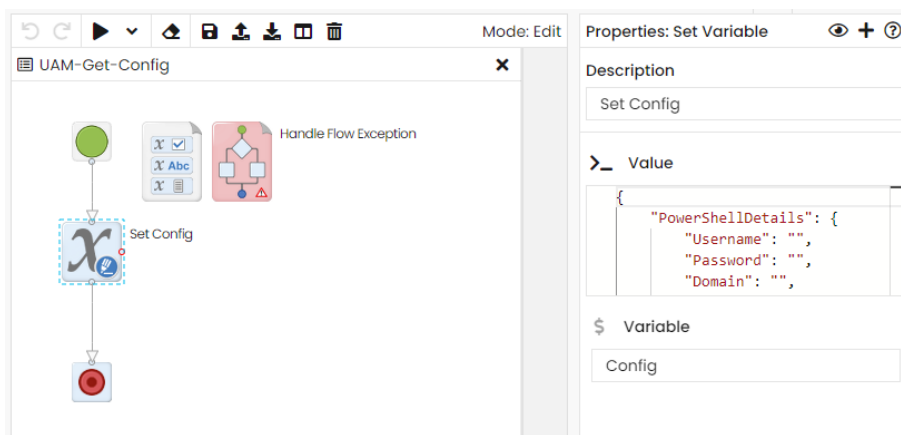 Mode: Edit
UAM-Get-Config
Handle Flow Exception
x
x Abc
x
X
Set Config
Properties: Set Variable
Description
Set Config
Value
{
"PowerShellDetails": {
"Username": "",
"Password": "",
"Domain": "",
$ Variable
Config